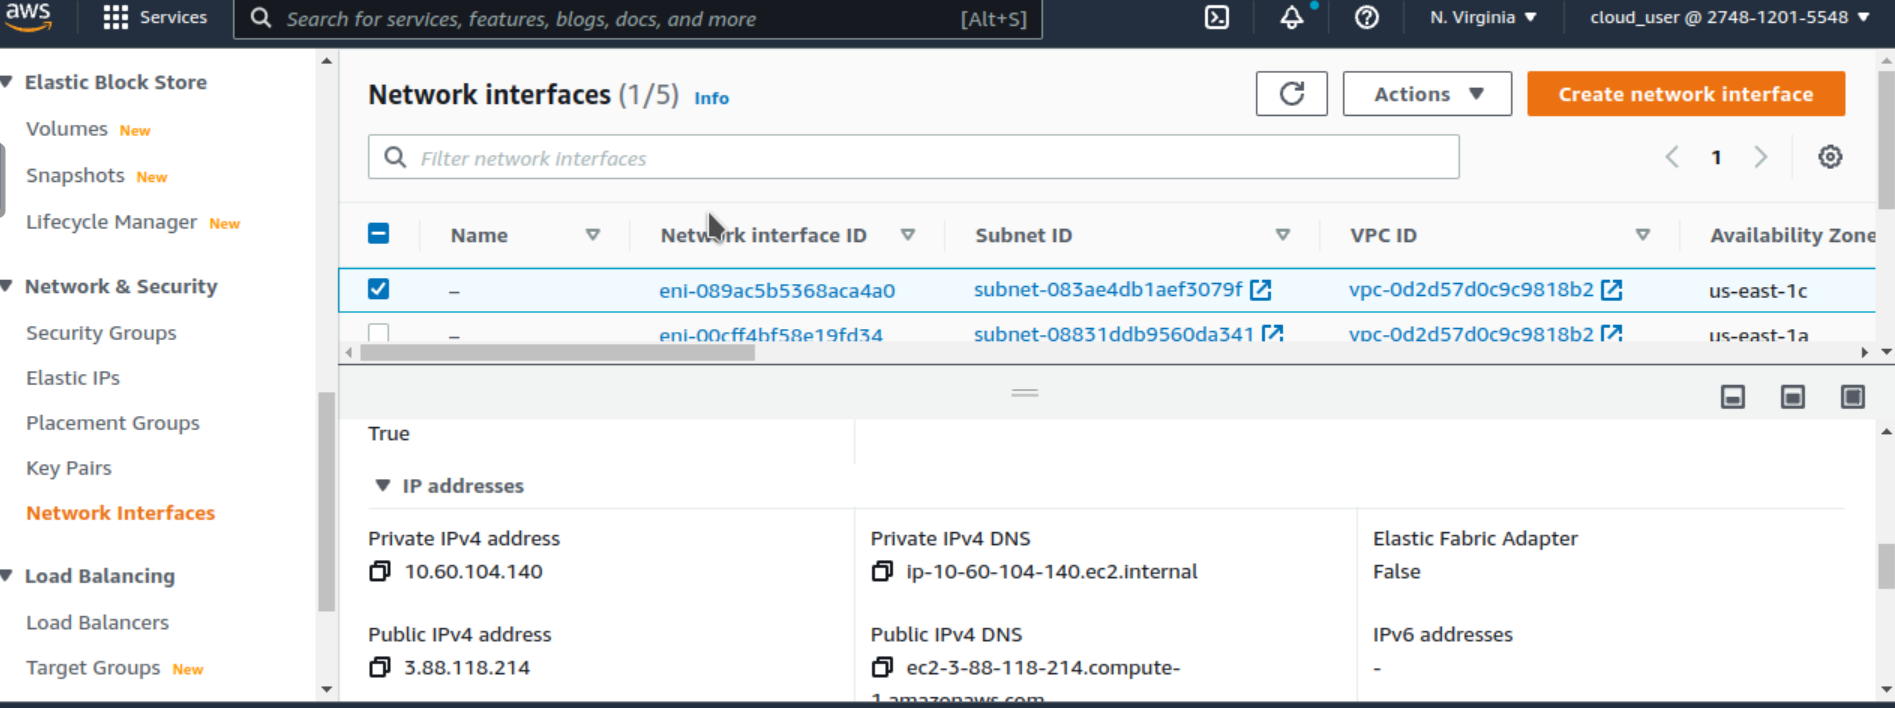 aws Services Search for services, features, blogs, docs, and more [Alt+S] N. Virginia cloud_user @ 2748-1201-5548
Elastic Block Store
Volumes New
Snapshots New
Lifecycle Manager New
Network & Security
Security Groups
Elastic IPs
Placement Groups
Key Pairs
Network Interfaces
Load Balancing
Load Balancers
Target Groups New
Network interfaces (1/5) Info
Actions
Create network interface
Filter network interfaces
1
Name Network interface ID Subnet ID VPC ID Availability Zone
– eni-089ac5b5368aca4a0 subnet-083ae4db1aef3079f vpc-0d2d57d0c9c9818b2 us-east-1c
– eni-00cff4bf58e19fd34 subnet-08831ddb9560da341 vpc-0d2d57d0c9c9818b2 us-east-1a
True
IP addresses
Private IPv4 address
10.60.104.140
Private IPv4 DNS
ip-10-60-104-140.ec2.internal
Elastic Fabric Adapter
False
Public IPv4 address
3.88.118.214
Public IPv4 DNS
ec2-3-88-118-214.compute-
1.amazonaws.com
IPv6 addresses
-